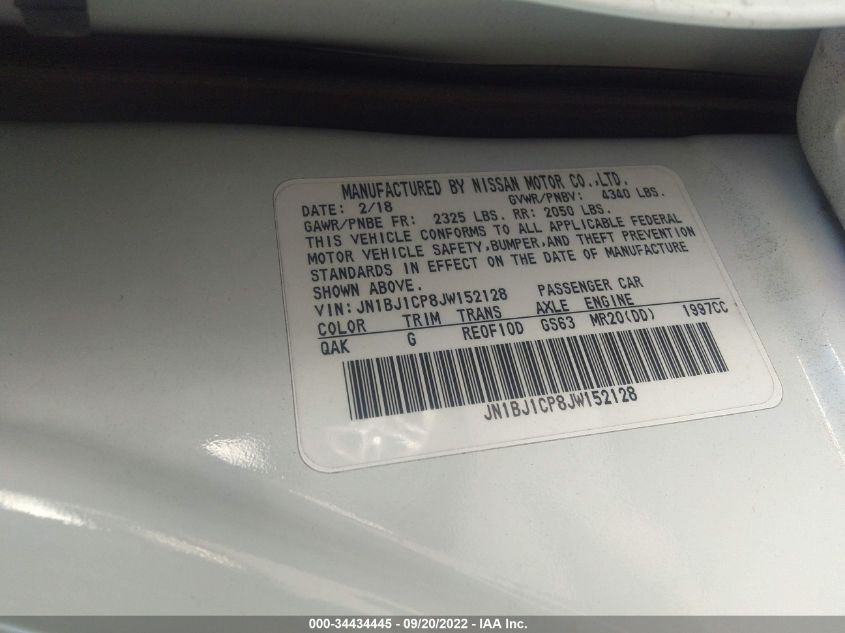 MANUFACTURED BY NISSAN MOTOR CO.,LTD.
DATE: 2/18 GVWR/PNBV: 4340 LBS.
GAWR/PNBE FR: 2325 LBS. RR: 2050 LBS.
THIS VEHICLE CONFORMS TO ALL APPLICABLE FEDERAL
MOTOR VEHICLE SAFETY,BUMPER,AND THEFT PREVENTION
STANDARDS IN EFFECT ON THE DATE OF MANUFACTURE
SHOWN ABOVE.
VIN: JN1BJ1CP8JW152128 PASSENGER CAR
COLOR TRIM TRANS AXLE ENGINE
QAK G RE0F10D GS63 MR20(DD) 1997CC
JN1BJ1CP8JW152128
000-34434445 - 09/20/2022 - IAA Inc.